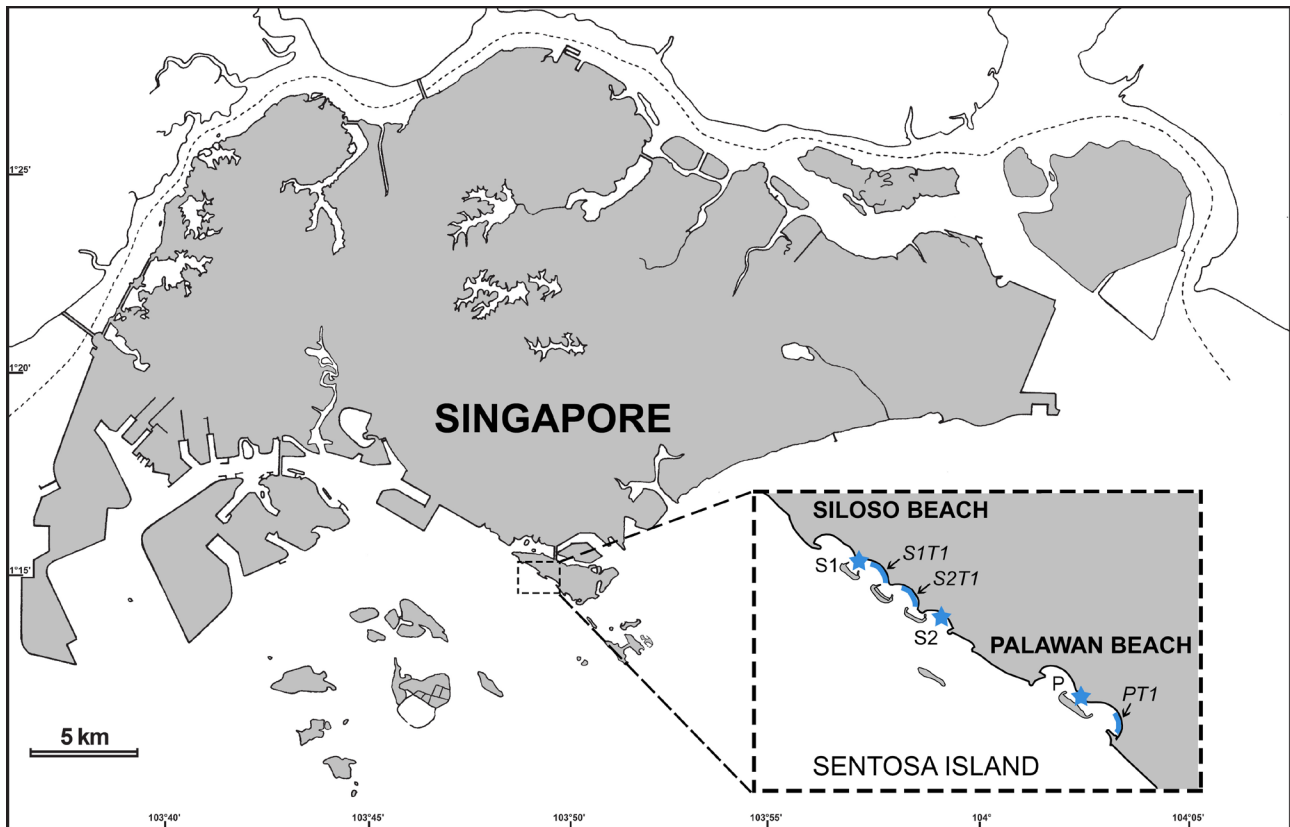 1°25'
1°20'
SINGAPORE
SILOSO BEACH
S1T1
S1
S2T1
1°15'
S2
PALAWAN BEACH
P
PT1
5 km
SENTOSA ISLAND
103°40' 103°45' 103°50' 103°55' 104° 104°05'